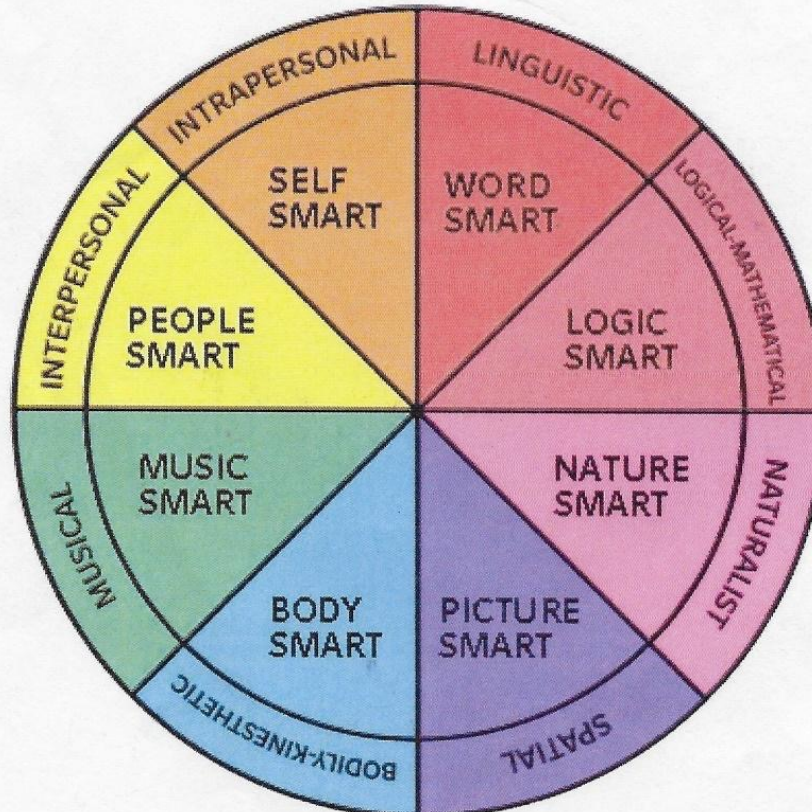 INTRAPERSONAL
LINGUISTIC
SELF
SMART
WORD
SMART
INTERPERSONAL
LOGICAL-MATHEMATICAL
PEOPLE
SMART
LOGIC
SMART
MUSIC
SMART
NATURE
SMART
MUSICAL
NATURALIST
BODY
SMART
PICTURE
SMART
BODILY-KINESTHETIC
SPATIAL